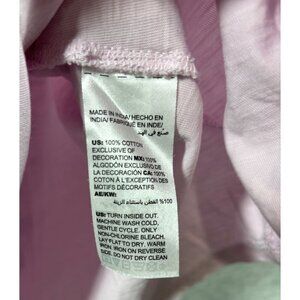 MADE IN INDIA/ HECHO EN
INDIA/ FABRIQUÉ EN INDE/
صنع في الهند
US: 100% COTTON
EXCLUSIVE OF
DECORATION MX: 100%
ALGODÓN EXCLUSIVO DE
LA DECORACIÓN CA: 100%
COTON À L'EXCEPTION DES
MOTIFS DÉCORATIFS
AE/KW:
100% قطن باستثناء الزينة
US: TURN INSIDE OUT.
MACHINE WASH COLD,
GENTLE CYCLE. ONLY
NON-CHLORINE BLEACH.
LAY FLAT TO DRY. WARM
IRON. IRON ON REVERSE
SIDE. DO NOT DRY CLEAN